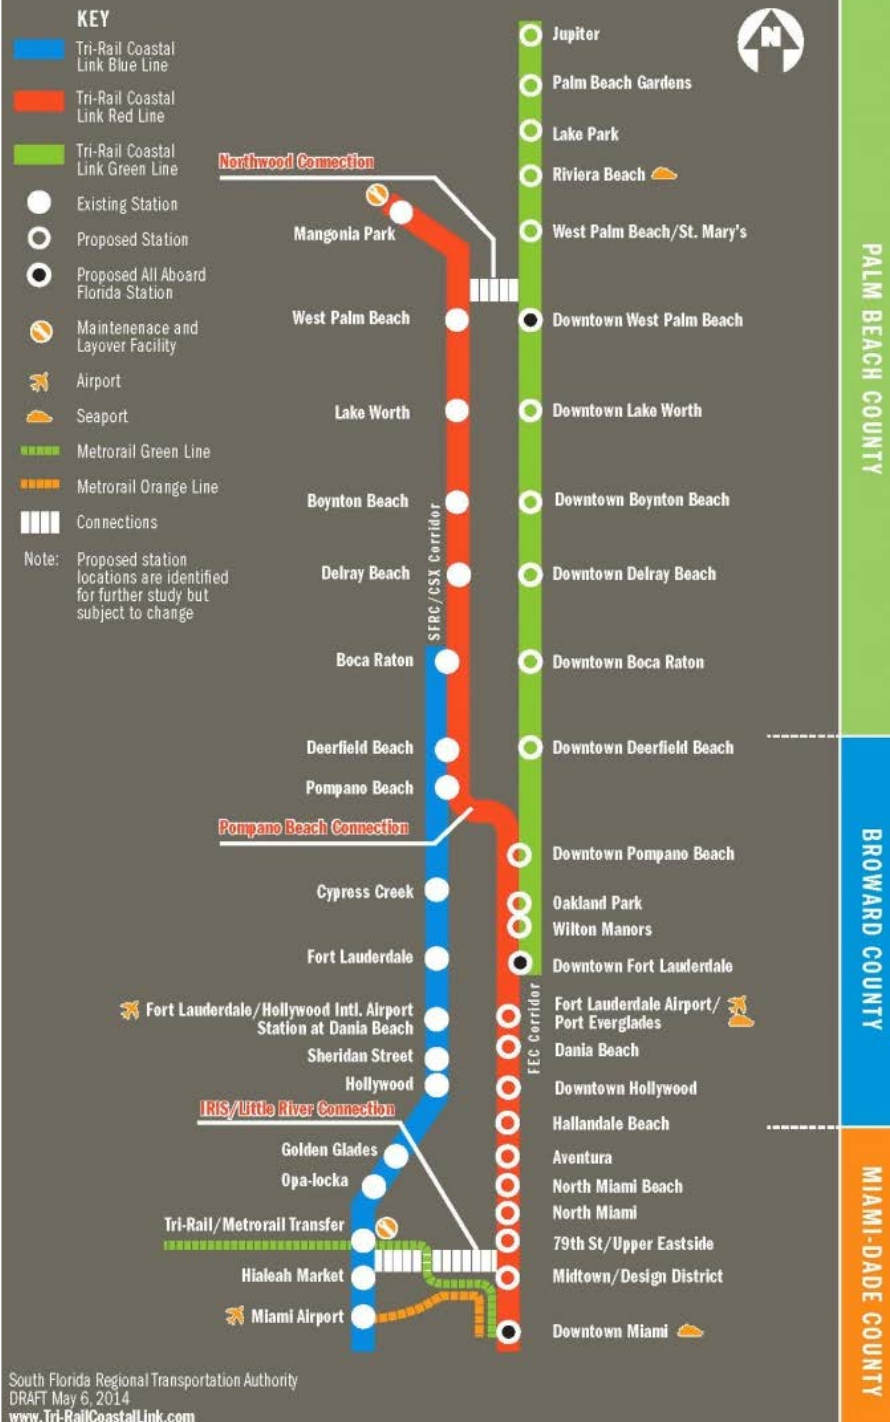 KEY
Tri-Rail Coastal
Link Blue Line
Tri-Rail Coastal
Link Red Line
Tri-Rail Coastal
Link Green Line
Existing Station
Proposed Station
Proposed All Aboard
Florida Station
Maintenenace and
Layover Facility
Airport
Seaport
Metrorail Green Line
Metrorail Orange Line
Connections
Note: Proposed station
locations are identified
for further study but
subject to change
N
Northwood Connection
Mangonia Park
West Palm Beach
Lake Worth
Boynton Beach
Delray Beach
SFRC/CSX Corridor
Boca Raton
Deerfield Beach
Pompano Beach
Pompano Beach Connection
Cypress Creek
Fort Lauderdale
Fort Lauderdale/Hollywood Intl. Airport
Station at Dania Beach
Sheridan Street
Hollywood
IRIS/Little River Connection
Golden Glades
Opa-locka
Tri-Rail/Metrorail Transfer
Hialeah Market
Miami Airport
Jupiter
Palm Beach Gardens
Lake Park
Riviera Beach
West Palm Beach/St. Mary's
Downtown West Palm Beach
Downtown Lake Worth
Downtown Boynton Beach
Downtown Delray Beach
Downtown Boca Raton
Downtown Deerfield Beach
Downtown Pompano Beach
Oakland Park
Wilton Manors
Downtown Fort Lauderdale
FEC Corridor
Fort Lauderdale Airport/
Port Everglades
Dania Beach
Downtown Hollywood
Hallandale Beach
Aventura
North Miami Beach
North Miami
79th St/Upper Eastside
Midtown/Design District
Downtown Miami
PALM BEACH COUNTY
BROWARD COUNTY
MIAMI-DADE COUNTY
South Florida Regional Transportation Authority
DRAFT May 6, 2014
www.Tri-RailCoastalLink.com